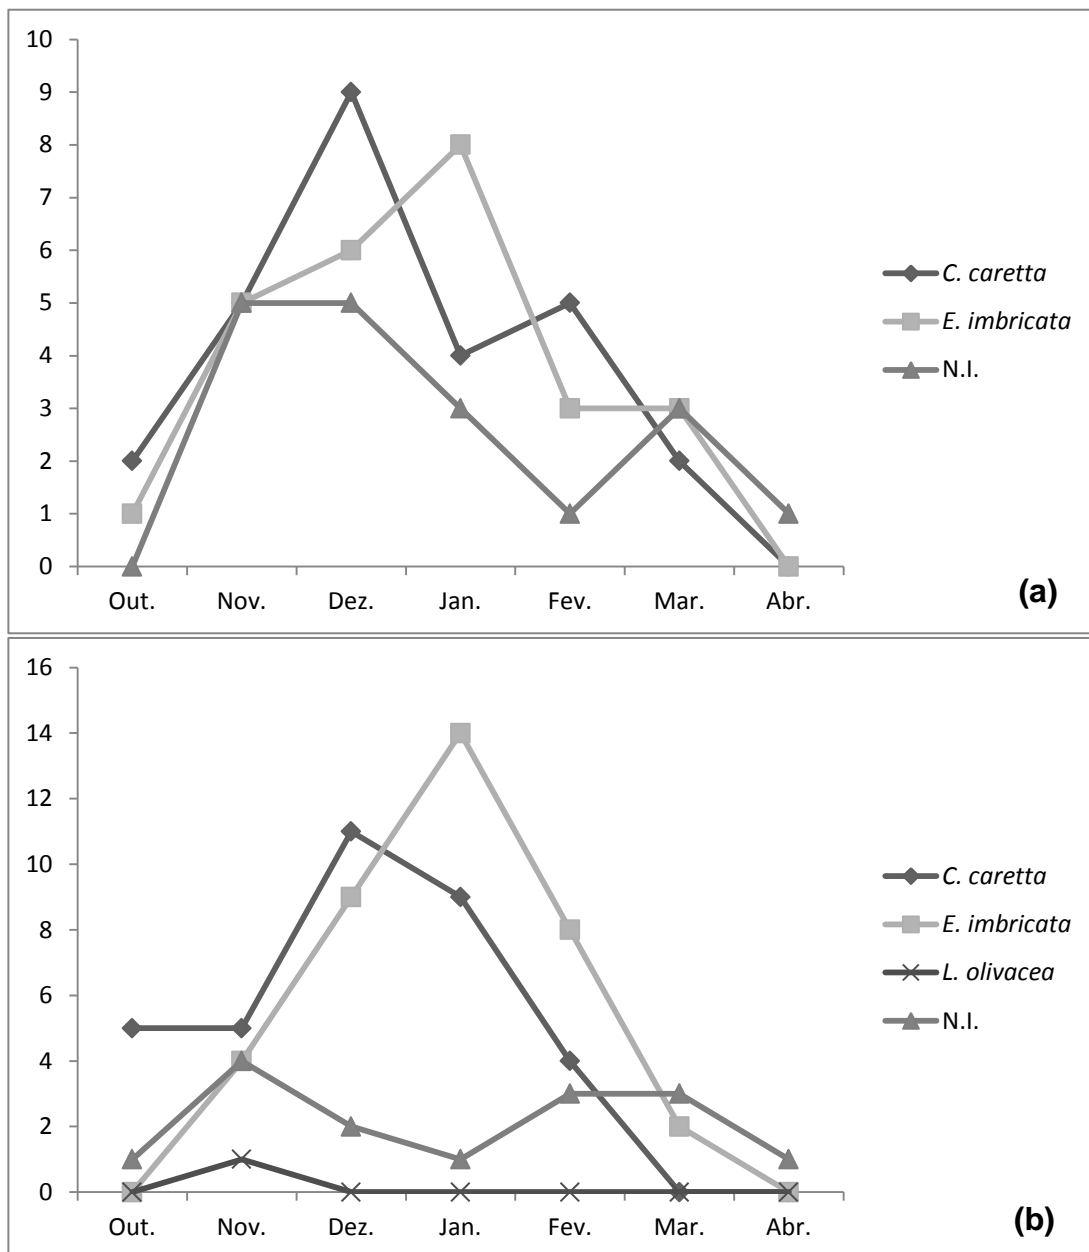 10
9
8
7
6
5
4
3
2
1
0
Out. Nov. Dez. Jan. Fev. Mar. Abr.
C. caretta
E. imbricata
N.I.
(a)
16
14
12
10
8
6
4
2
0
Out. Nov. Dez. Jan. Fev. Mar. Abr.
C. caretta
E. imbricata
L. olivacea
N.I.
(b)